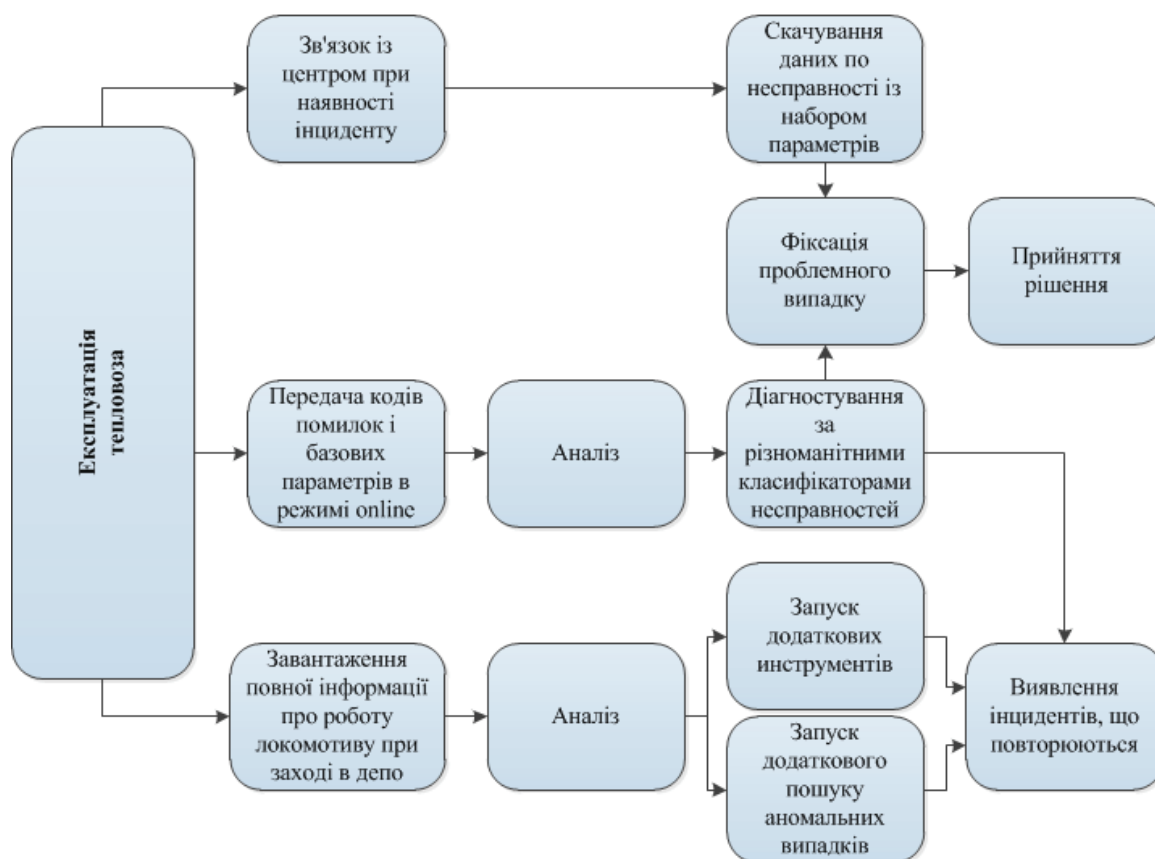 Зв'язок із
центром при
наявності
інциденту
Скачування
даних по
несправності із
набором
параметрів
Фіксація
проблемного
випадку
Прийняття
рішення
Експлуатація
тепловоза
Передача кодів
помилок і
базових
параметрів в
режимі online
Аналіз
Діагностування
за
різноманітними
класифікаторами
несправностей
Завантаження
повної інформації
про роботу
локомотиву при
заході в депо
Аналіз
Запуск
додаткових
инструментів
Запуск
додаткового
пошуку
аномальних
випадків
Виявлення
інцидентів, що
повторюються